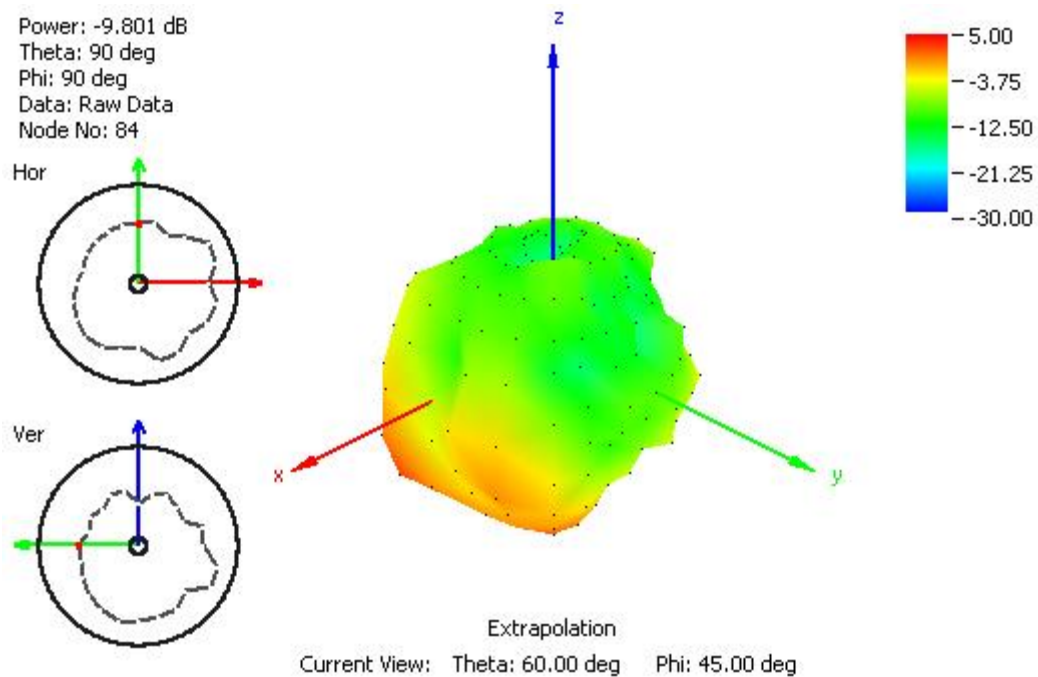 Power: -9.801 dB
Theta: 90 deg
Phi: 90 deg
Data: Raw Data
Node No: 84
Hor
Ver
z
x
y
5.00
-3.75
-12.50
-21.25
-30.00
Extrapolation
Current View: Theta: 60.00 deg Phi: 45.00 deg